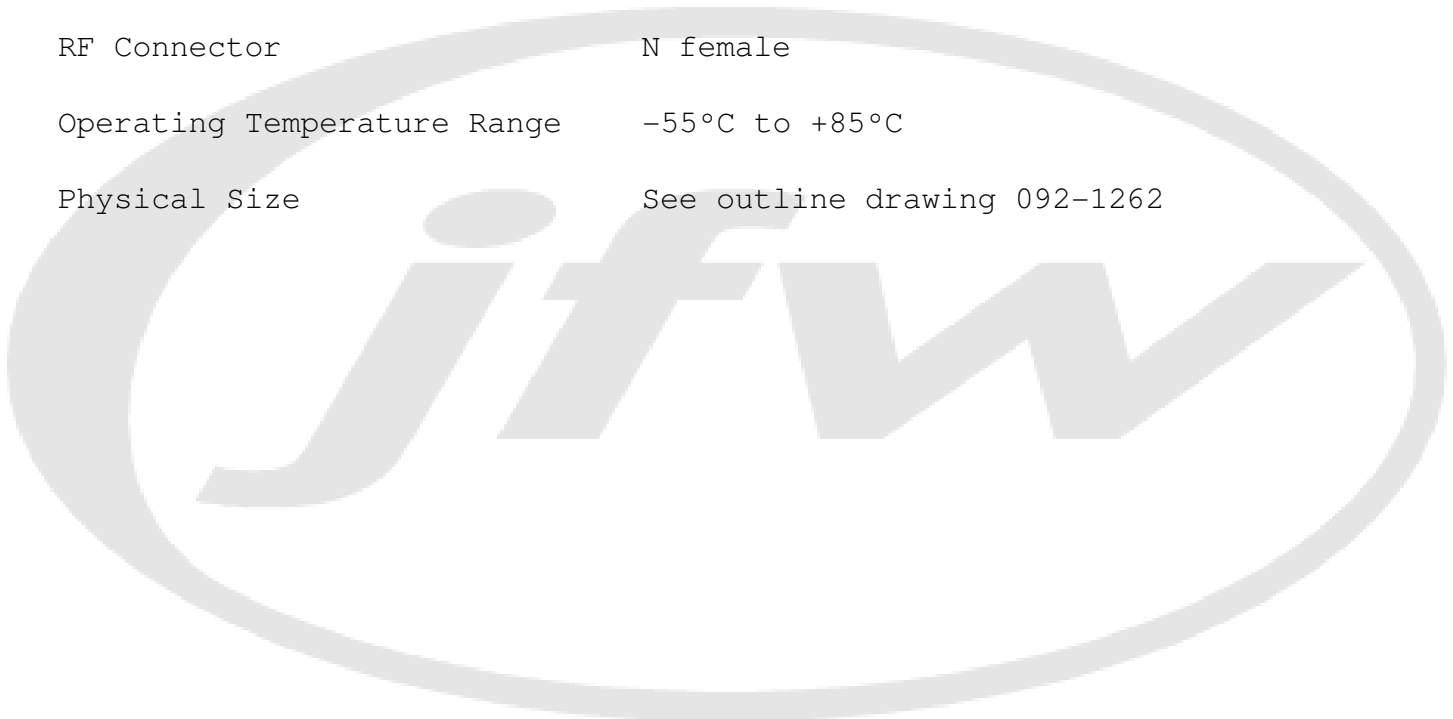 RF Connector N female
Operating Temperature Range -55°C to +85°C
Physical Size See outline drawing 092-1262
jfw